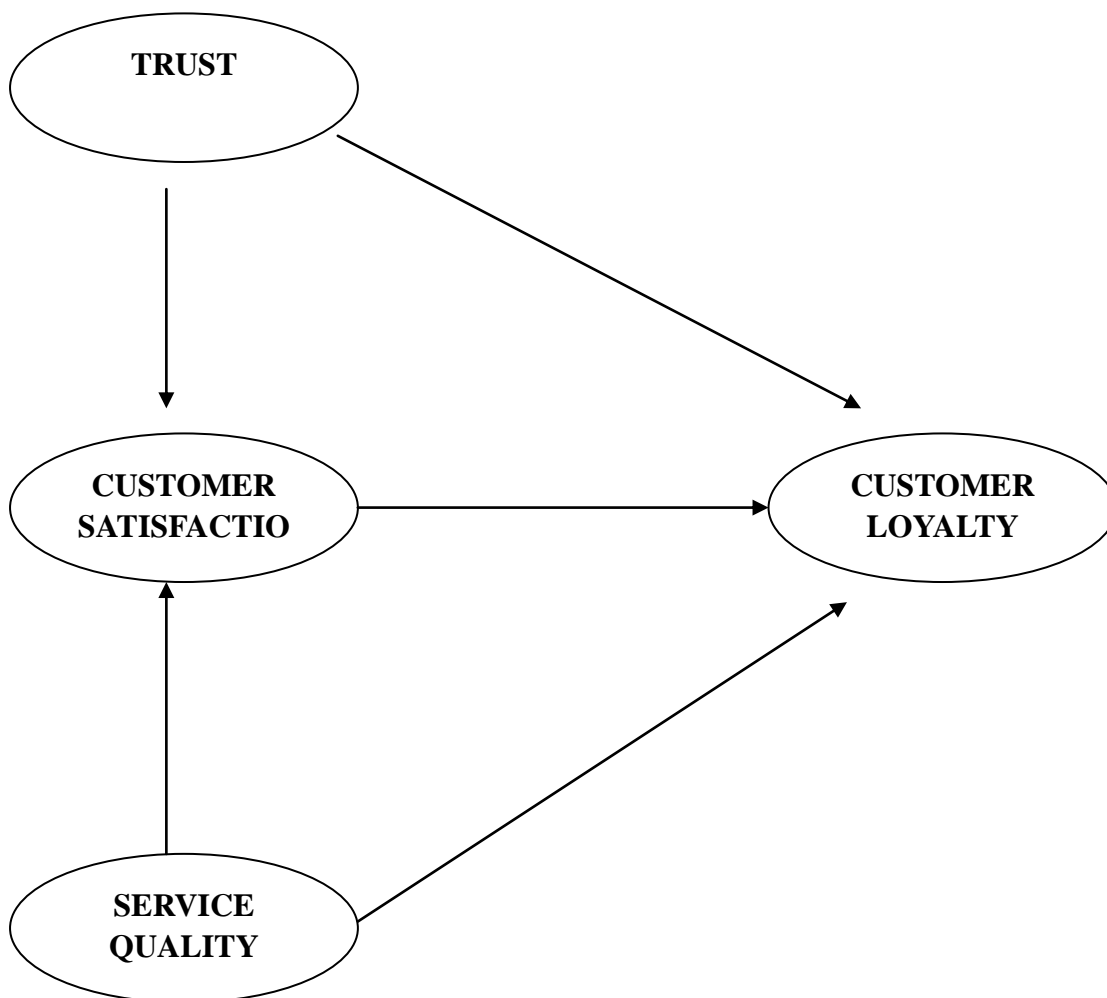 TRUST
CUSTOMER
SATISFACTIO
CUSTOMER
LOYALTY
SERVICE
QUALITY